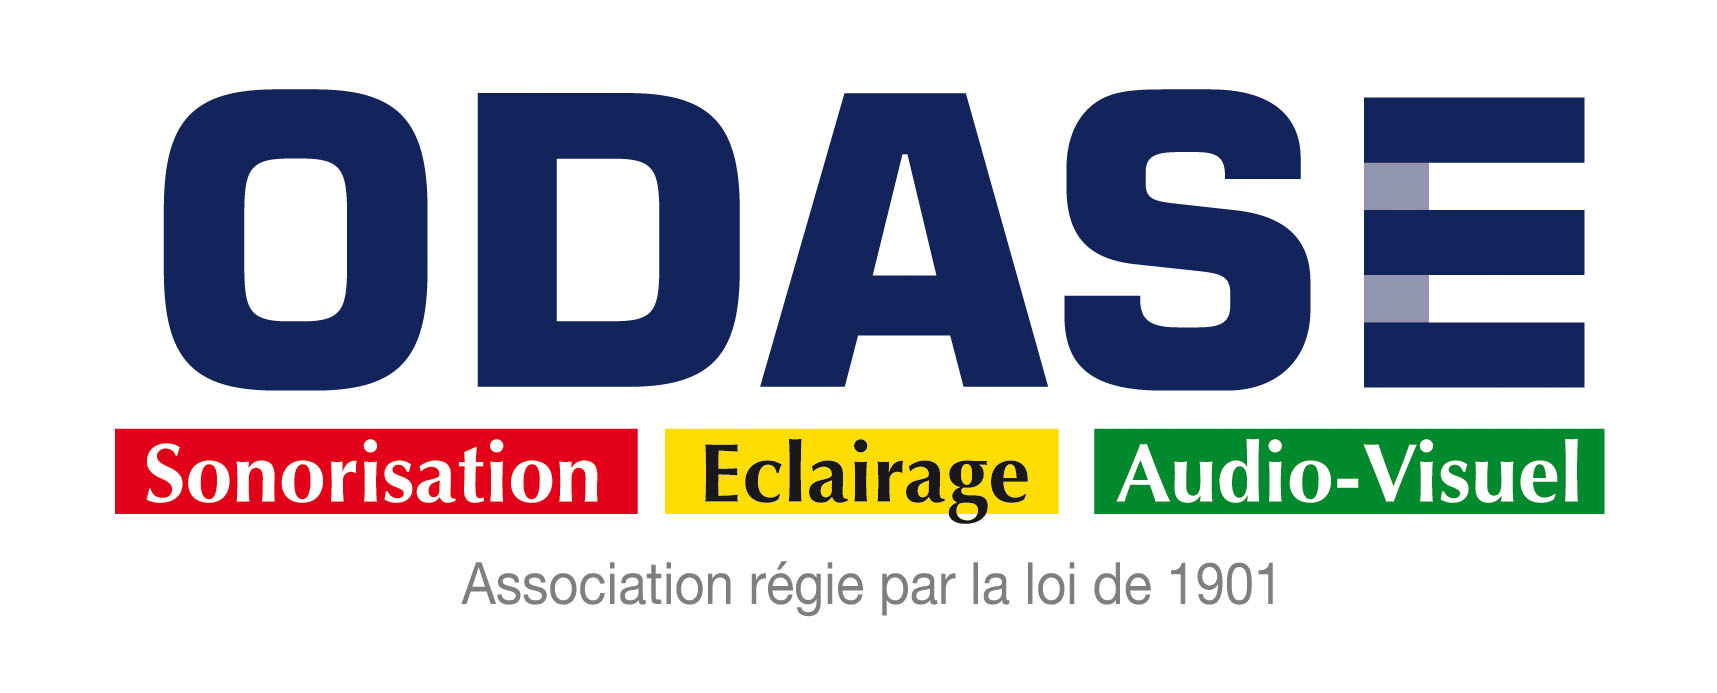 ODASE
Sonorisation Eclairage Audio-Visuel
Association régie par la loi de 1901